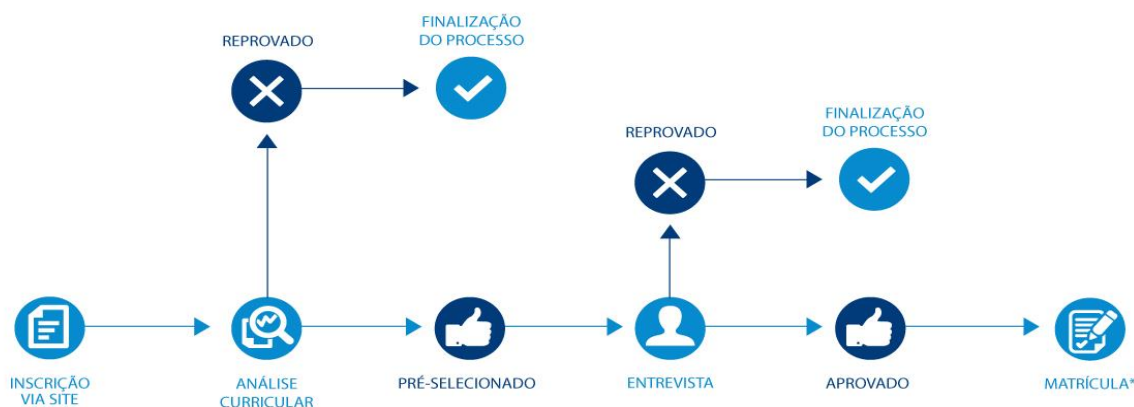 REPROVADO
FINALIZAÇÃO
DO PROCESSO
REPROVADO
FINALIZAÇÃO
DO PROCESSO
INSCRIÇÃO
VIA SITE
ANÁLISE
CURRICULAR
PRÉ-SELECIONADO
ENTREVISTA
APROVADO
MATRÍCULA*